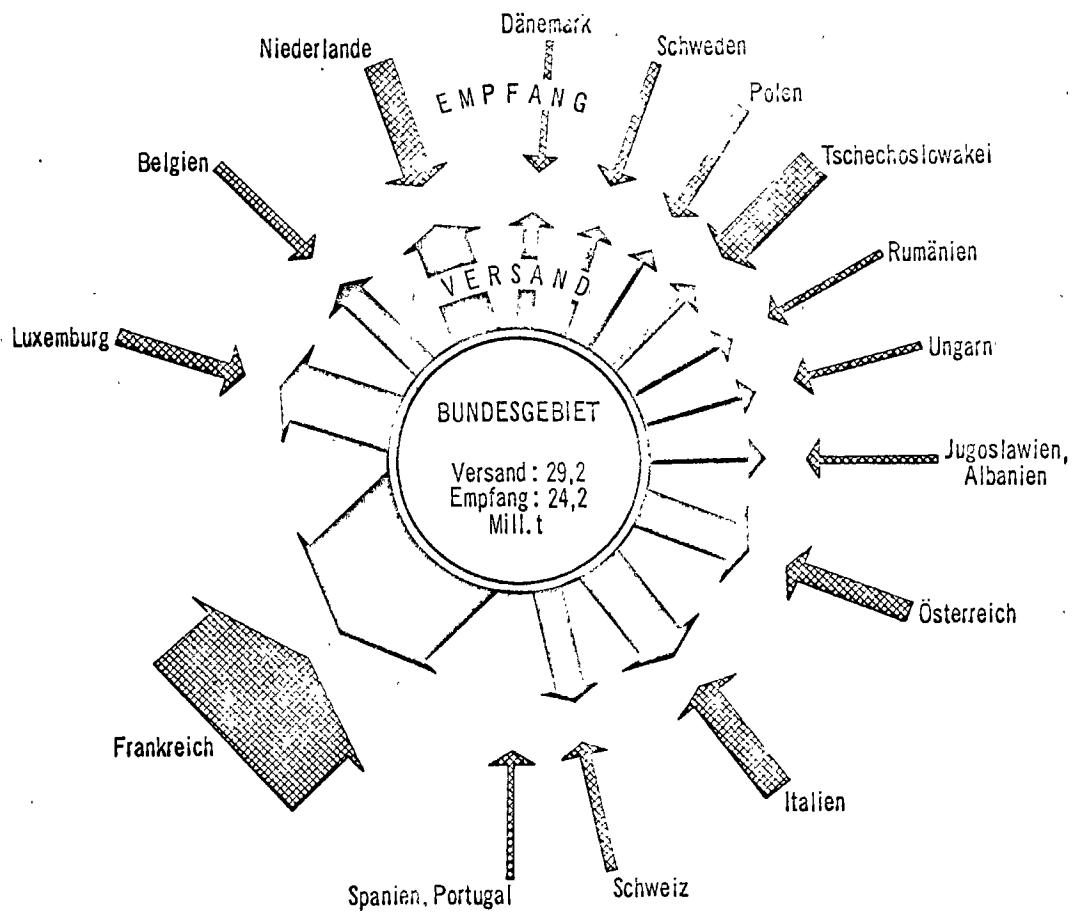 Dänemark
Niederlande
Schweden
EMPFANG
Polen
Belgien
Tschechoslowakei
Rumänien
VERSAND
Luxemburg
Ungarn
BUNDESGEBIET
Versand: 29,2
Empfang: 24,2
Mill.t
Jugoslawien,
Albanien
Österreich
Frankreich
Italien
Spanien, Portugal
Schweiz